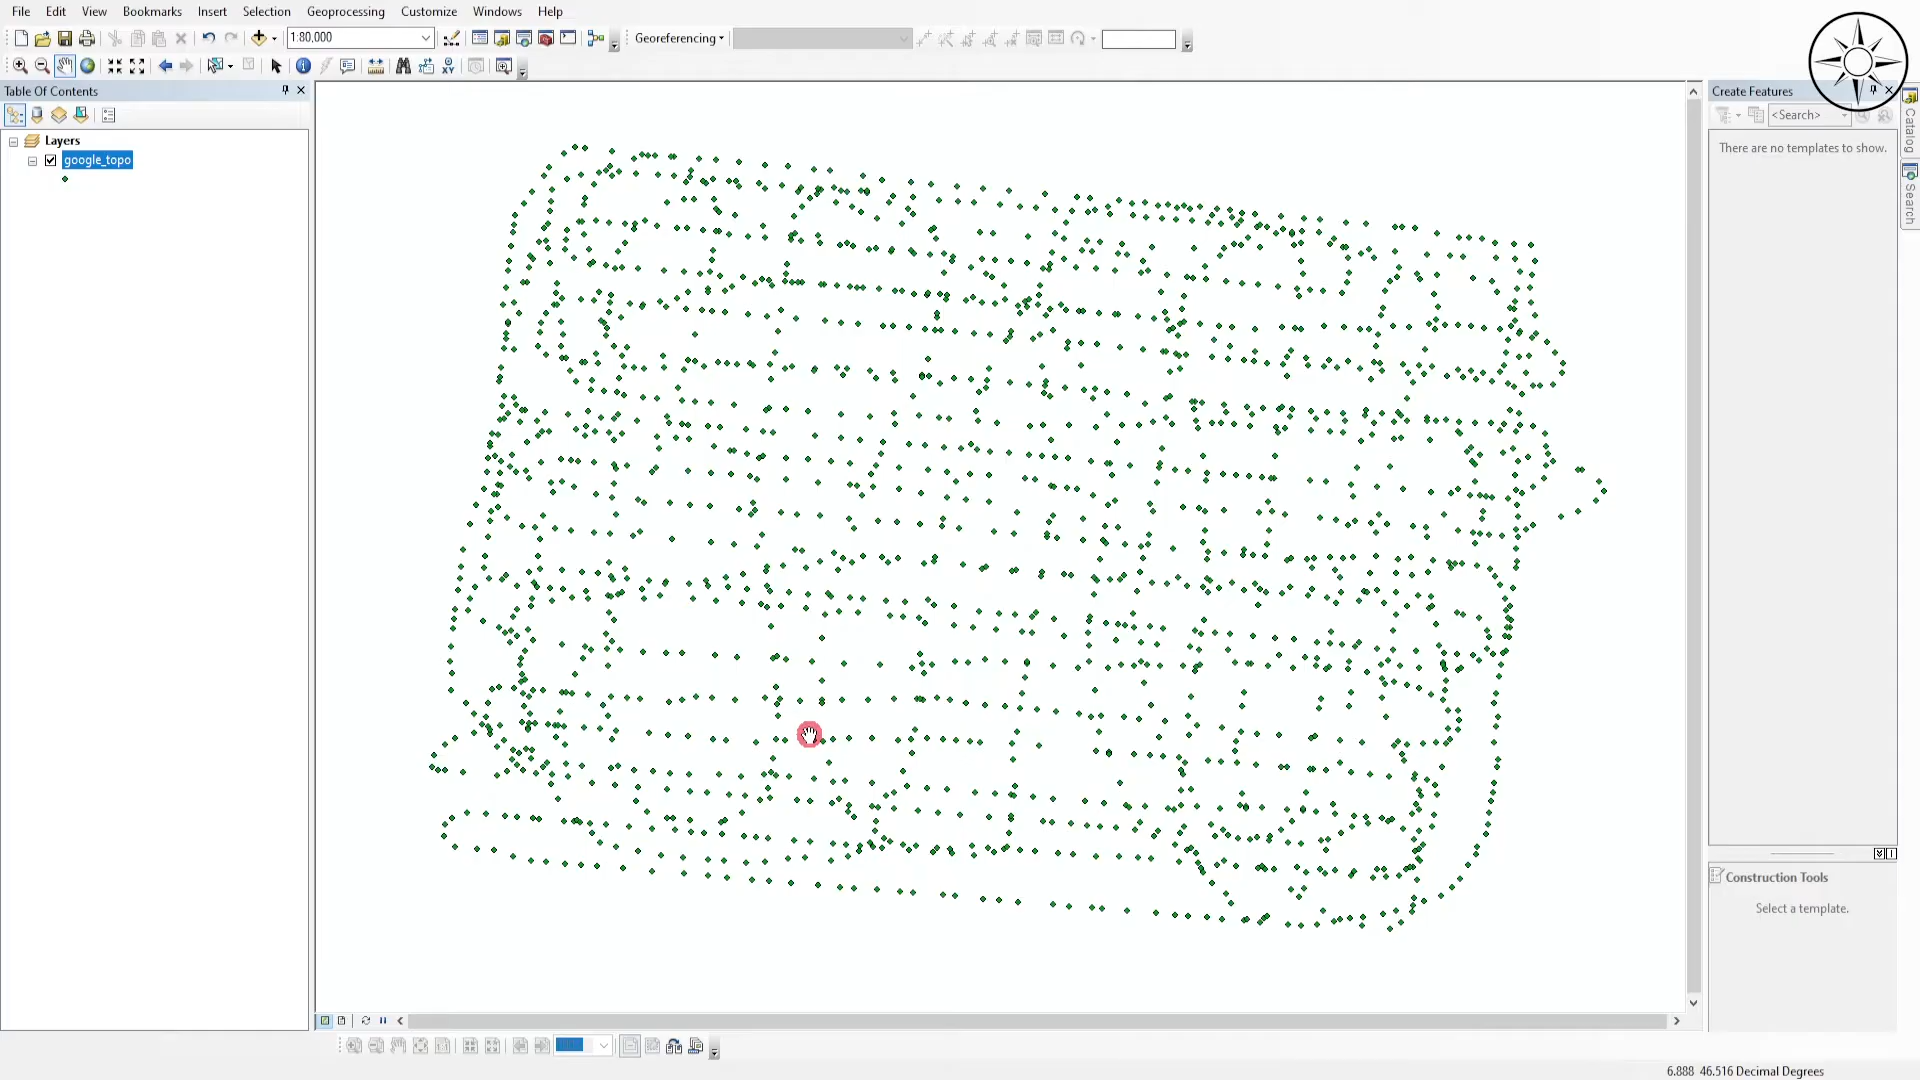 File Edit View Bookmarks Insert Selection Geoprocessing Customize Windows Help
1:80,000
Georeferencing
Table Of Contents
Layers
google_topo
Create Features
<Search>
There are no templates to show.
Catalog
Search
Construction Tools
Select a template.
6.888 46.516 Decimal Degrees